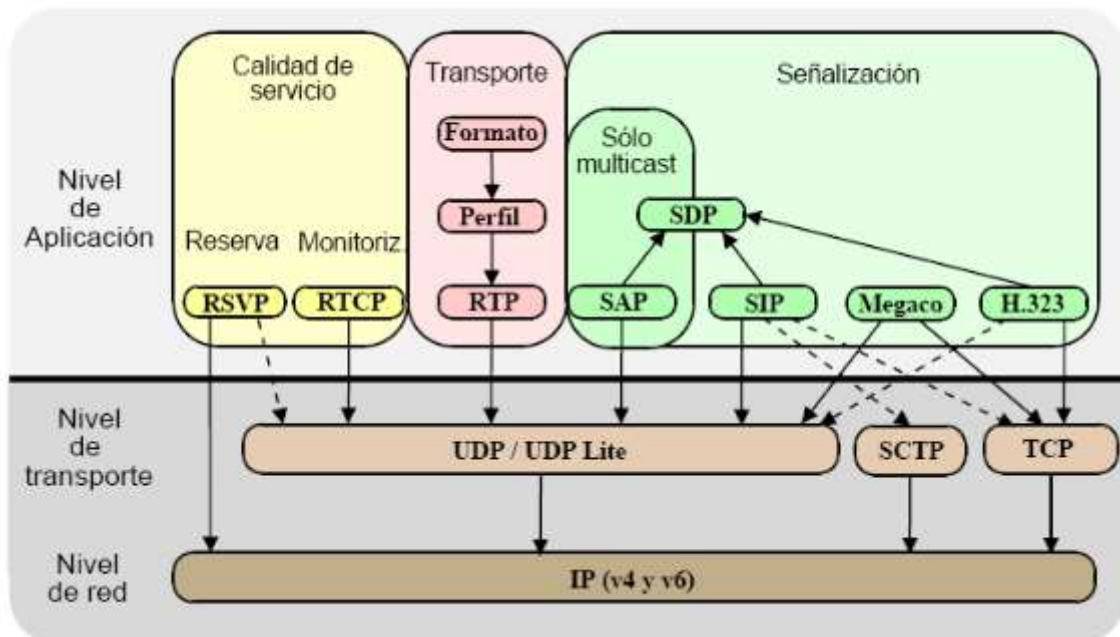 Calidad de
servicio
Transporte
Señalización
Formato
Sólo
multicast
Nivel
de
Aplicación
Perfil
SDP
Reserva
Monitoriz.
RSVP
RTCP
RTP
SAP
SIP
Megaco
H.323
Nivel
de
transporte
UDP / UDP Lite
SCTP
TCP
Nivel
de red
IP (v4 y v6)